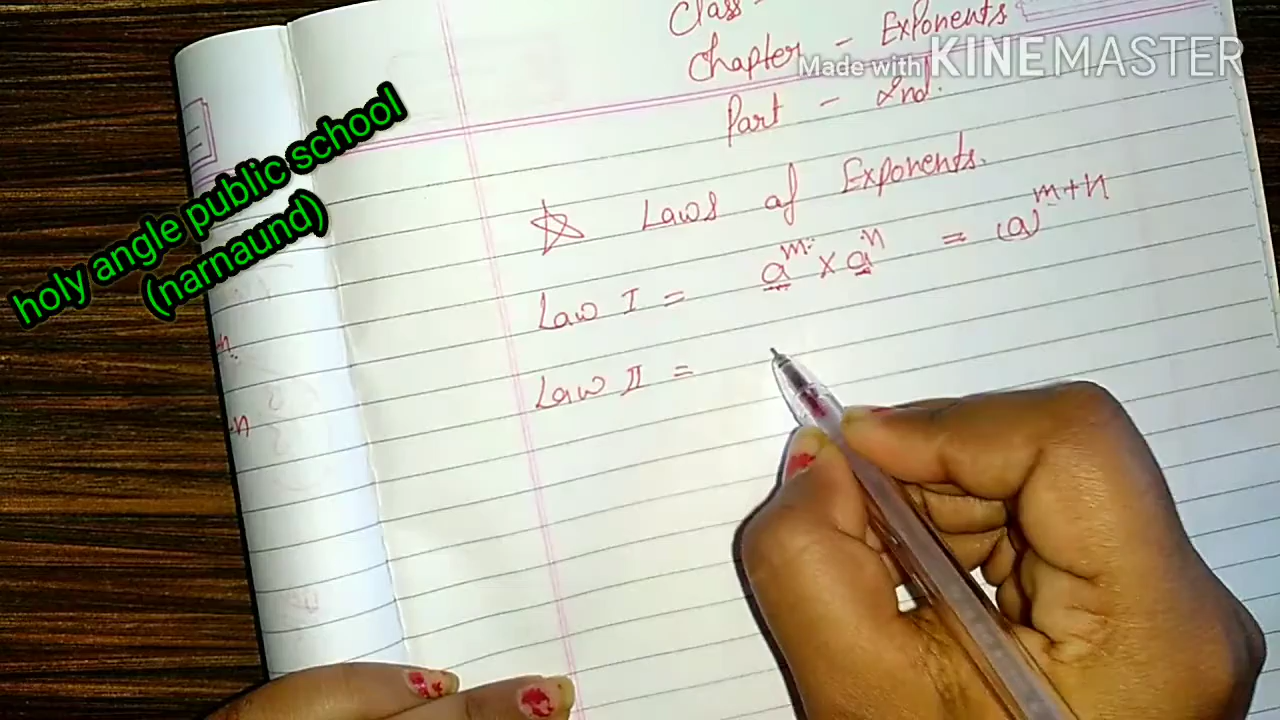 Class -
Chapter - Exponents
Made with KINEMASTER
Part - 2nd.
holy angle public school
(narnaund)
☆ Laws of Exponents.
Law I = a^m × a^n = (a)^m+n
Law II =
n
-n